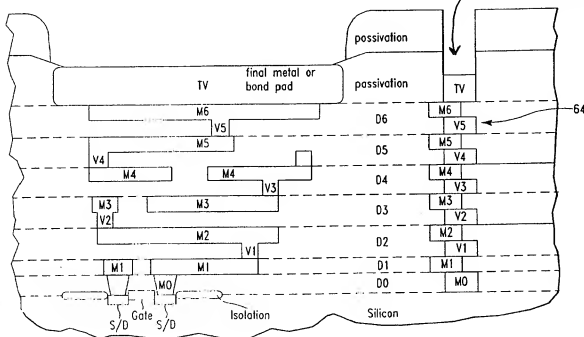 passivation
final metal or
TV bond pad passivation TV
M6 D6 M6
V5 V5 64
M5 D5 M5
V4 V4
M4 M4 D4 M4
V3 V3
M3 M3 D3 M3
V2 V2
M2 D2 M2
V1 V1
M1 M1 D1 M1
M0 D0 M0
Gate Isolation Silicon
S/D S/D